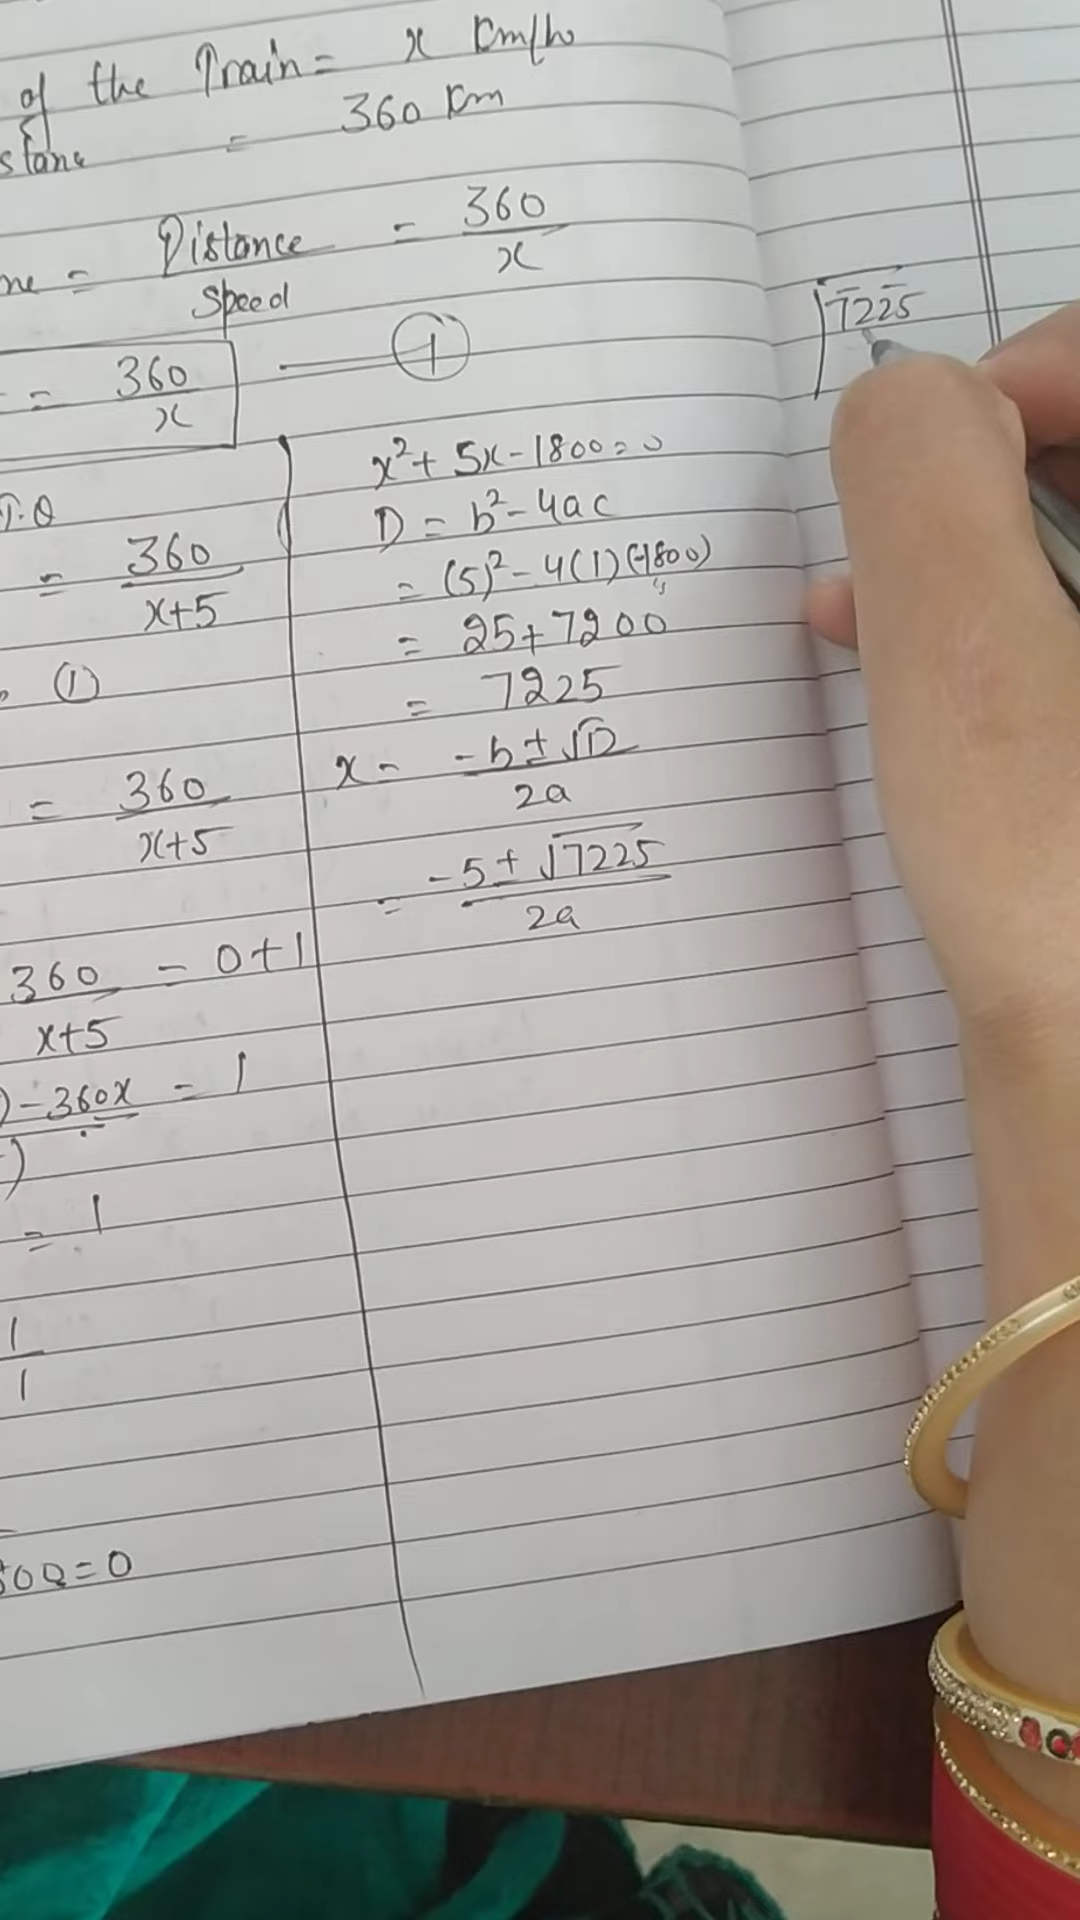 of the Train = x Km/h
= 360 Km
= Distance / Speed = 360 / x
= 360 / x — ①
= 360 / x+5
①
= 360 / x+5
360 / x+5 = 0+1
) - 360x = 1
)
= 1
1 / 1
00 = 0
x² + 5x - 1800 = 0
D = b² - 4ac
= (5)² - 4(1)(-1800)
= 25 + 7200
= 7225
x = -b ± √D / 2a
= -5 ± √7225 / 2a
√7225